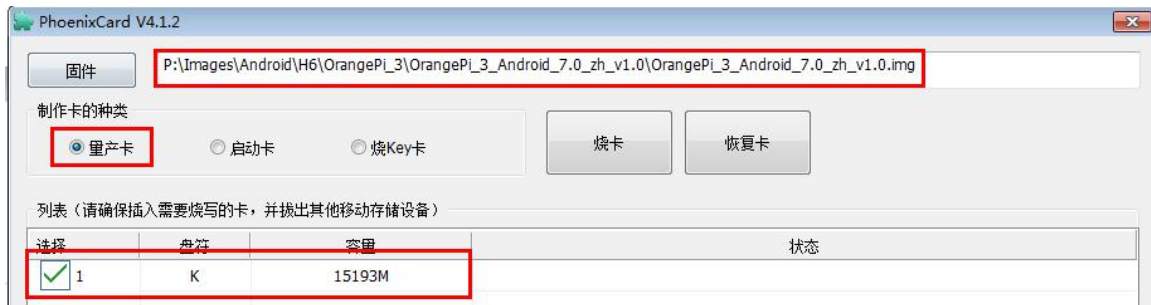 PhoenixCard V4.1.2
固件
P:\Images\Android\H6\OrangePi_3\OrangePi_3_Android_7.0_zh_v1.0\OrangePi_3_Android_7.0_zh_v1.0.img
制作卡的种类
量产卡 启动卡 烧Key卡 烧卡 恢复卡
列表（请确保插入需要烧写的卡，并拔出其他移动存储设备）
选择 盘符 容量 状态
1 K 15193M